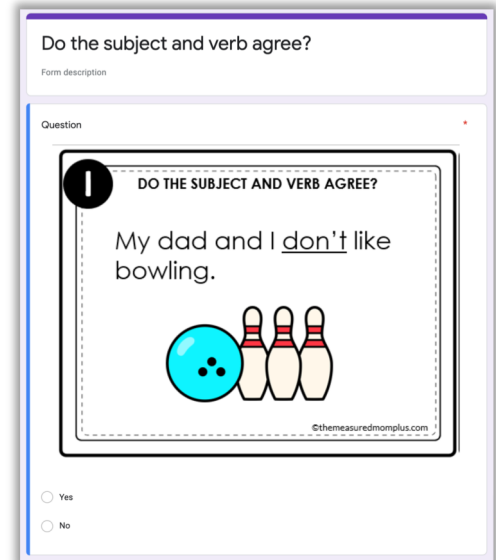 Do the subject and verb agree?
Form description
Question *
1
DO THE SUBJECT AND VERB AGREE?
My dad and I don't like
bowling.
©themeasuredmomplus.com
Yes
No